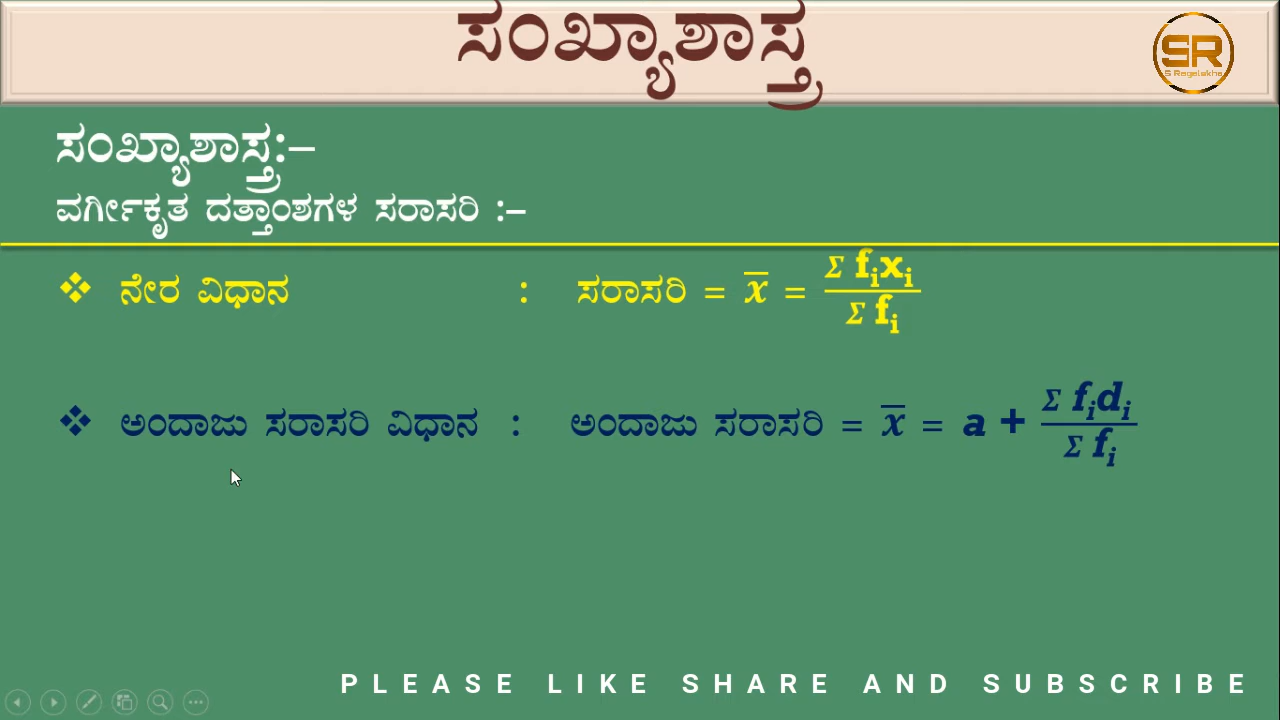 ಸಂಖ್ಯಾಶಾಸ್ತ್ರ
SR
S Ragalekha
ಸಂಖ್ಯಾಶಾಸ್ತ್ರ:–
ವರ್ಗೀಕೃತ ದತ್ತಾಂಶಗಳ ಸರಾಸರಿ :–
❖ ನೇರ ವಿಧಾನ : ಸರಾಸರಿ = x̅ = Σ fᵢxᵢ / Σ fᵢ
❖ ಅಂದಾಜು ಸರಾಸರಿ ವಿಧಾನ : ಅಂದಾಜು ಸರಾಸರಿ = x̅ = a + Σ fᵢdᵢ / Σ fᵢ
PLEASE LIKE SHARE AND SUBSCRIBE